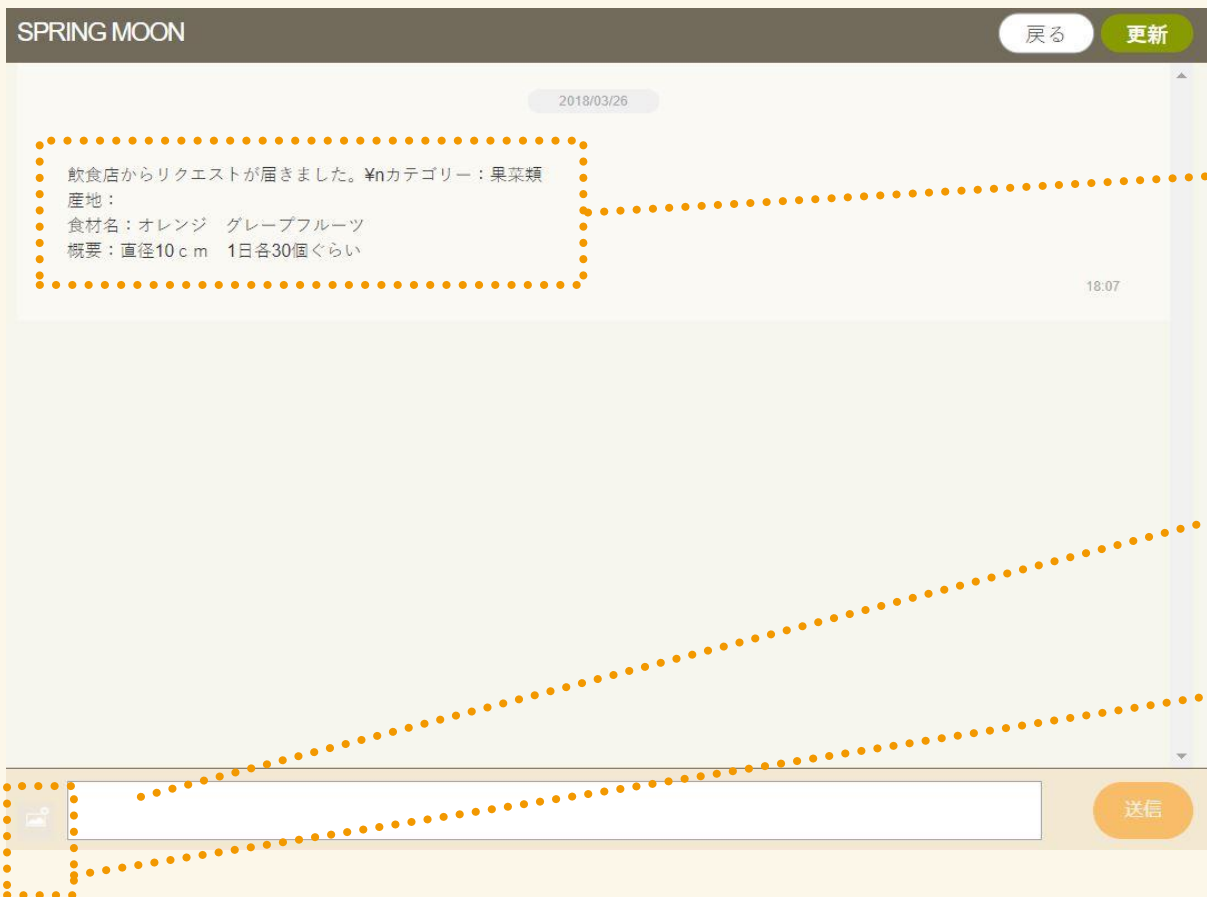 SPRING MOON
戻る
更新
2018/03/26
飲食店からリクエストが届きました。¥nカテゴリー：果菜類
産地：
食材名：オレンジ　グレープフルーツ
概要：直径10ｃｍ　1日各30個ぐらい
18:07
送信